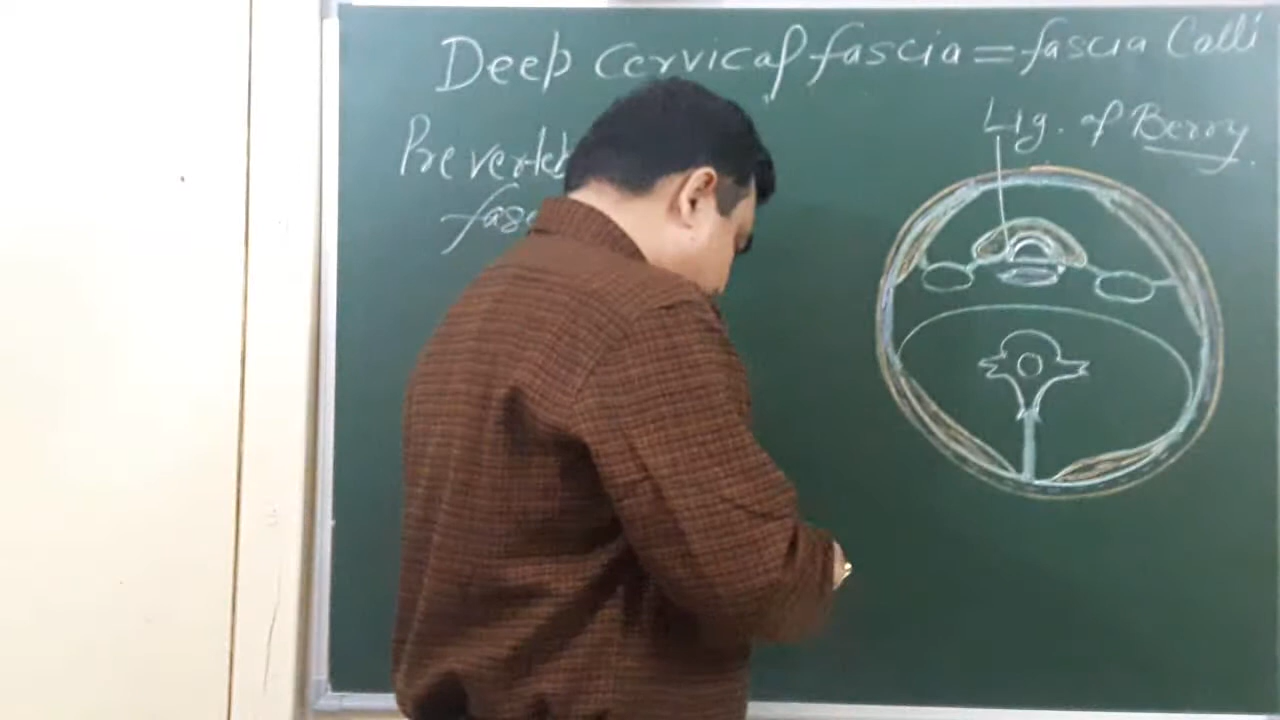 Deep Cervical fascia = fascia Colli
Lig. of Berry.